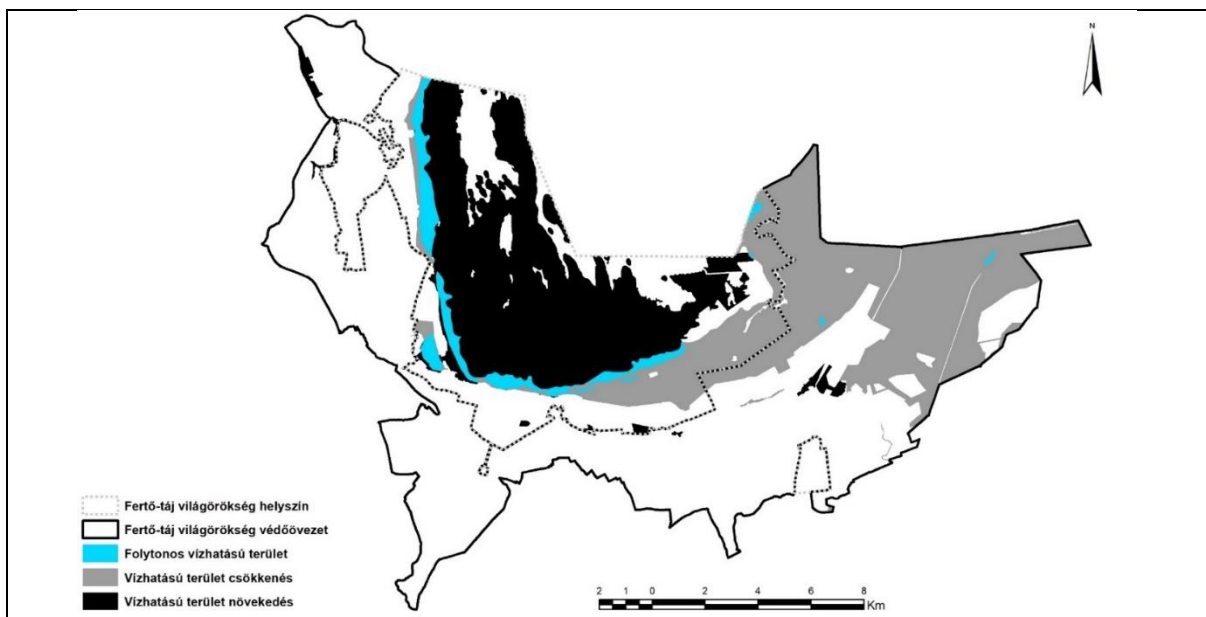 N
Fertő-táj világörökség helyszín
Fertő-táj világörökség védőövezet
Folytonos vízhatású terület
Vízhatású terület csökkenés
Vízhatású terület növekedés
2 1 0 2 4 6 8
Km